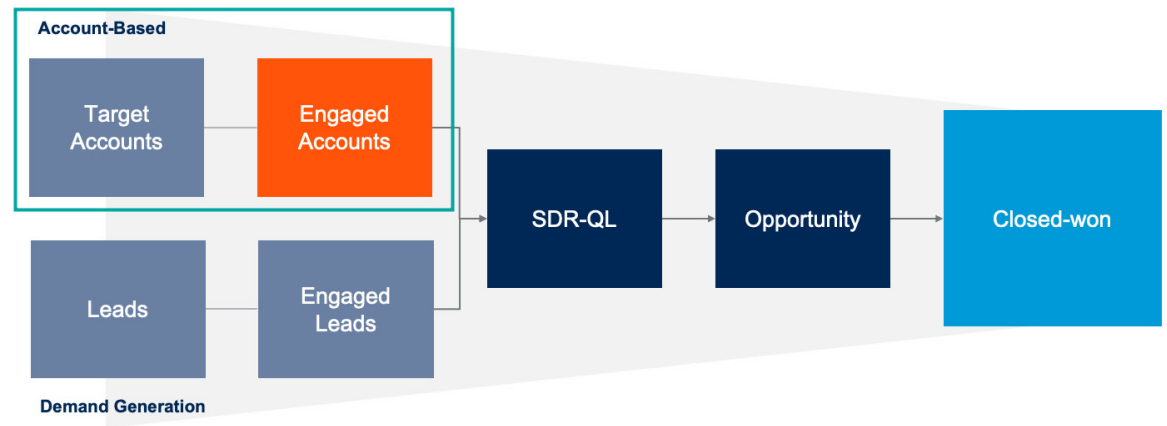 Account-Based
Target
Accounts
Engaged
Accounts
SDR-QL
Opportunity
Closed-won
Leads
Engaged
Leads
Demand Generation